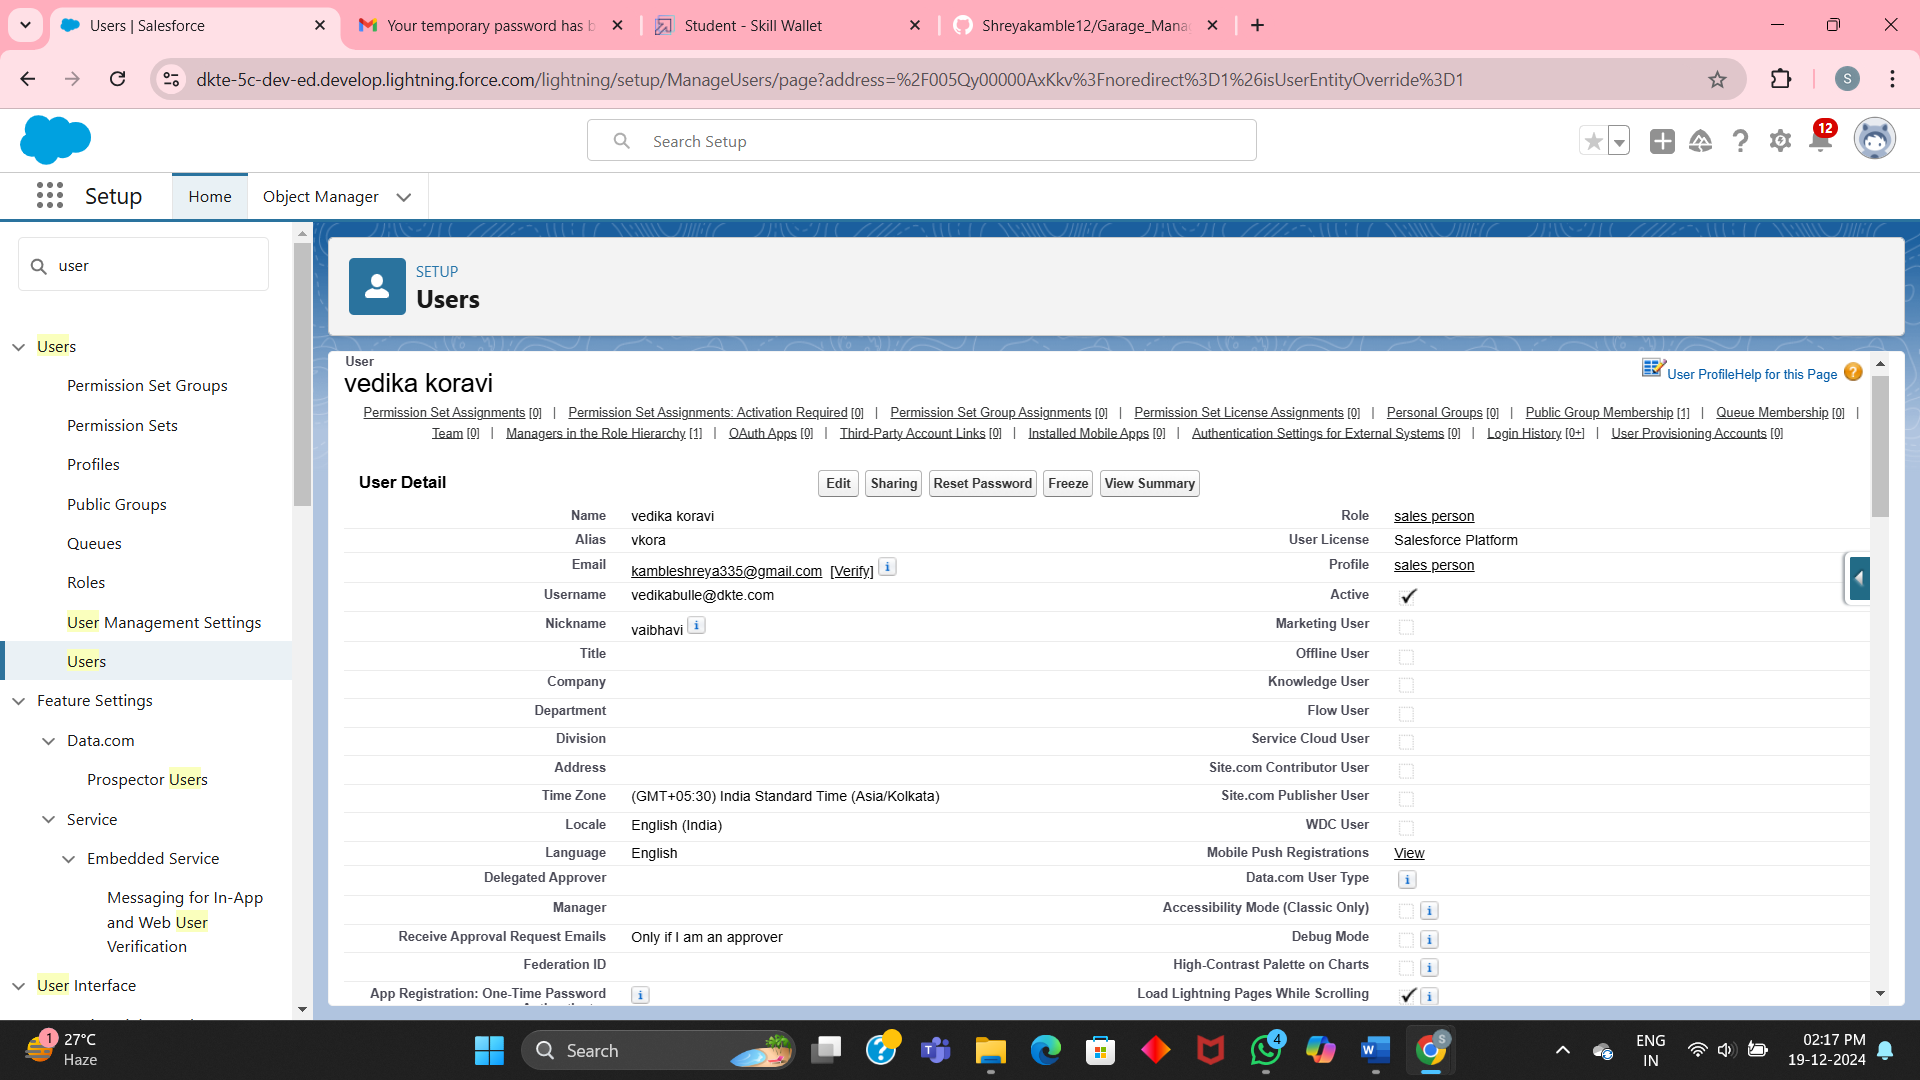 Users | Salesforce
Your temporary password has b
Student - Skill Wallet
Shreyakamble12/Garage_Mana
dkte-5c-dev-ed.develop.lightning.force.com/lightning/setup/ManageUsers/page?address=%2F005Qy00000AxKkv%3Fnoredirect%3D1%26isUserEntityOverride%3D1
S
Search Setup
12
Setup
Home
Object Manager
user
Users
Permission Set Groups
Permission Sets
Profiles
Public Groups
Queues
Roles
User Management Settings
Users
Feature Settings
Data.com
Prospector Users
Service
Embedded Service
Messaging for In-App
and Web User
Verification
User Interface
SETUP
Users
User
vedika koravi
User Profile Help for this Page
Permission Set Assignments [0] | Permission Set Assignments: Activation Required [0] | Permission Set Group Assignments [0] | Permission Set License Assignments [0] | Personal Groups [0] | Public Group Membership [1] | Queue Membership [0] |
Team [0] | Managers in the Role Hierarchy [1] | OAuth Apps [0] | Third-Party Account Links [0] | Installed Mobile Apps [0] | Authentication Settings for External Systems [0] | Login History [0+] | User Provisioning Accounts [0]
User Detail
Edit Sharing Reset Password Freeze View Summary
Name vedika koravi Role sales person
Alias vkora User License Salesforce Platform
Email kambleshreya335@gmail.com [Verify] Profile sales person
Username vedikabulle@dkte.com Active
Nickname vaibhavi Marketing User
Title Offline User
Company Knowledge User
Department Flow User
Division Service Cloud User
Address Site.com Contributor User
Time Zone (GMT+05:30) India Standard Time (Asia/Kolkata) Site.com Publisher User
Locale English (India) WDC User
Language English Mobile Push Registrations View
Delegated Approver Data.com User Type
Manager Accessibility Mode (Classic Only)
Receive Approval Request Emails Only if I am an approver Debug Mode
Federation ID High-Contrast Palette on Charts
App Registration: One-Time Password Load Lightning Pages While Scrolling
1
27°C
Haze
Search
4
S
ENG
IN
02:17 PM
19-12-2024